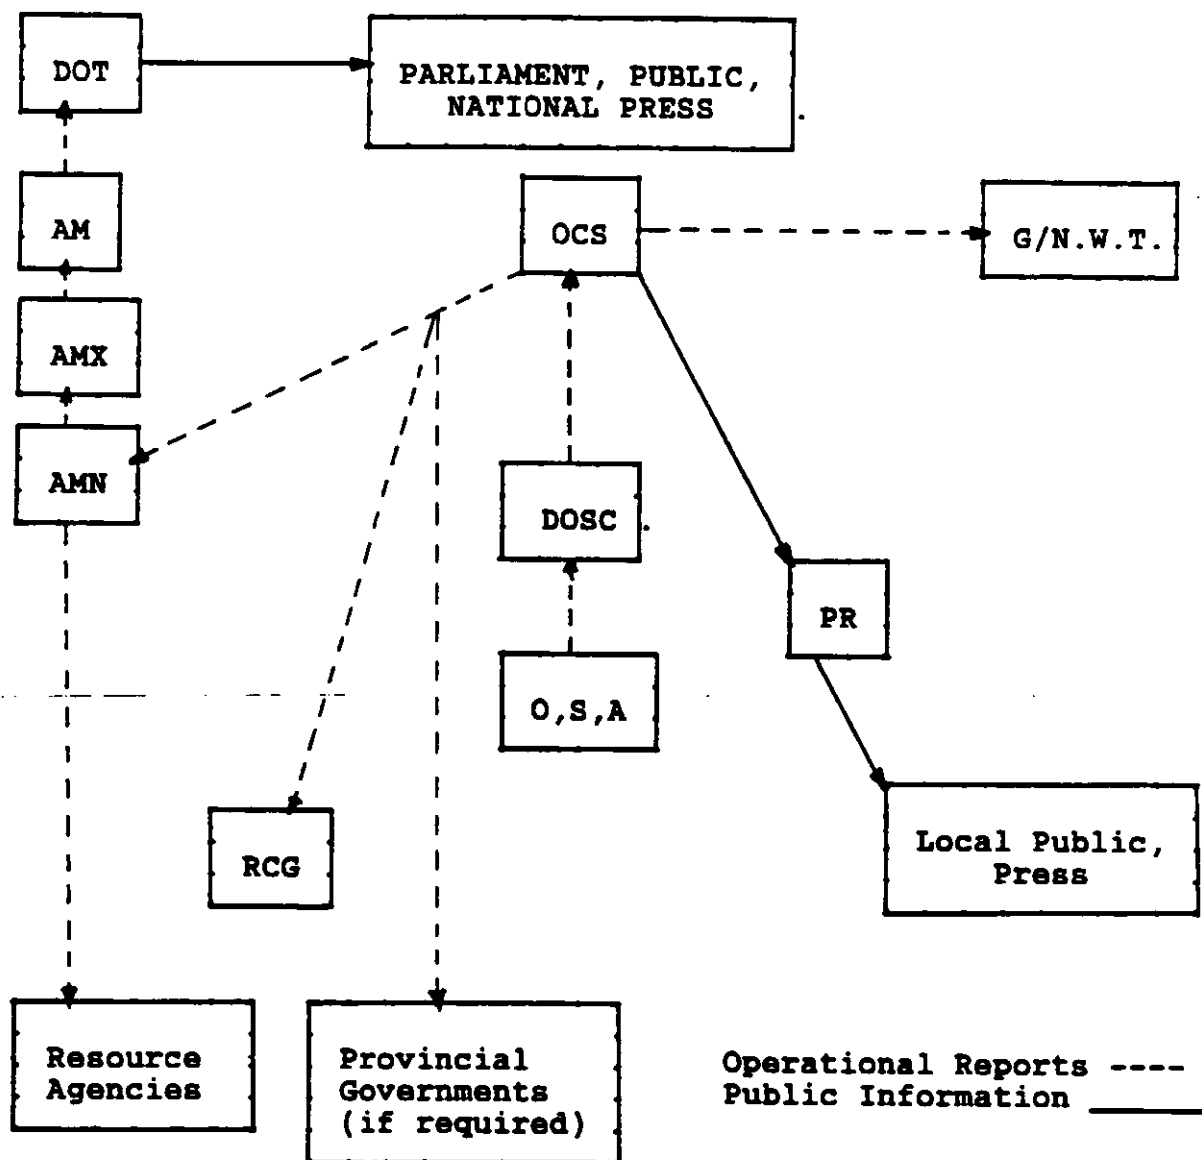 DOT
PARLIAMENT, PUBLIC,
NATIONAL PRESS
AM
OCS
G/N.W.T.
AMX
AMN
DOSC
PR
O,S,A
RCG
Local Public,
Press
Resource
Agencies
Provincial
Governments
(if required)
Operational Reports ----
Public Information ____